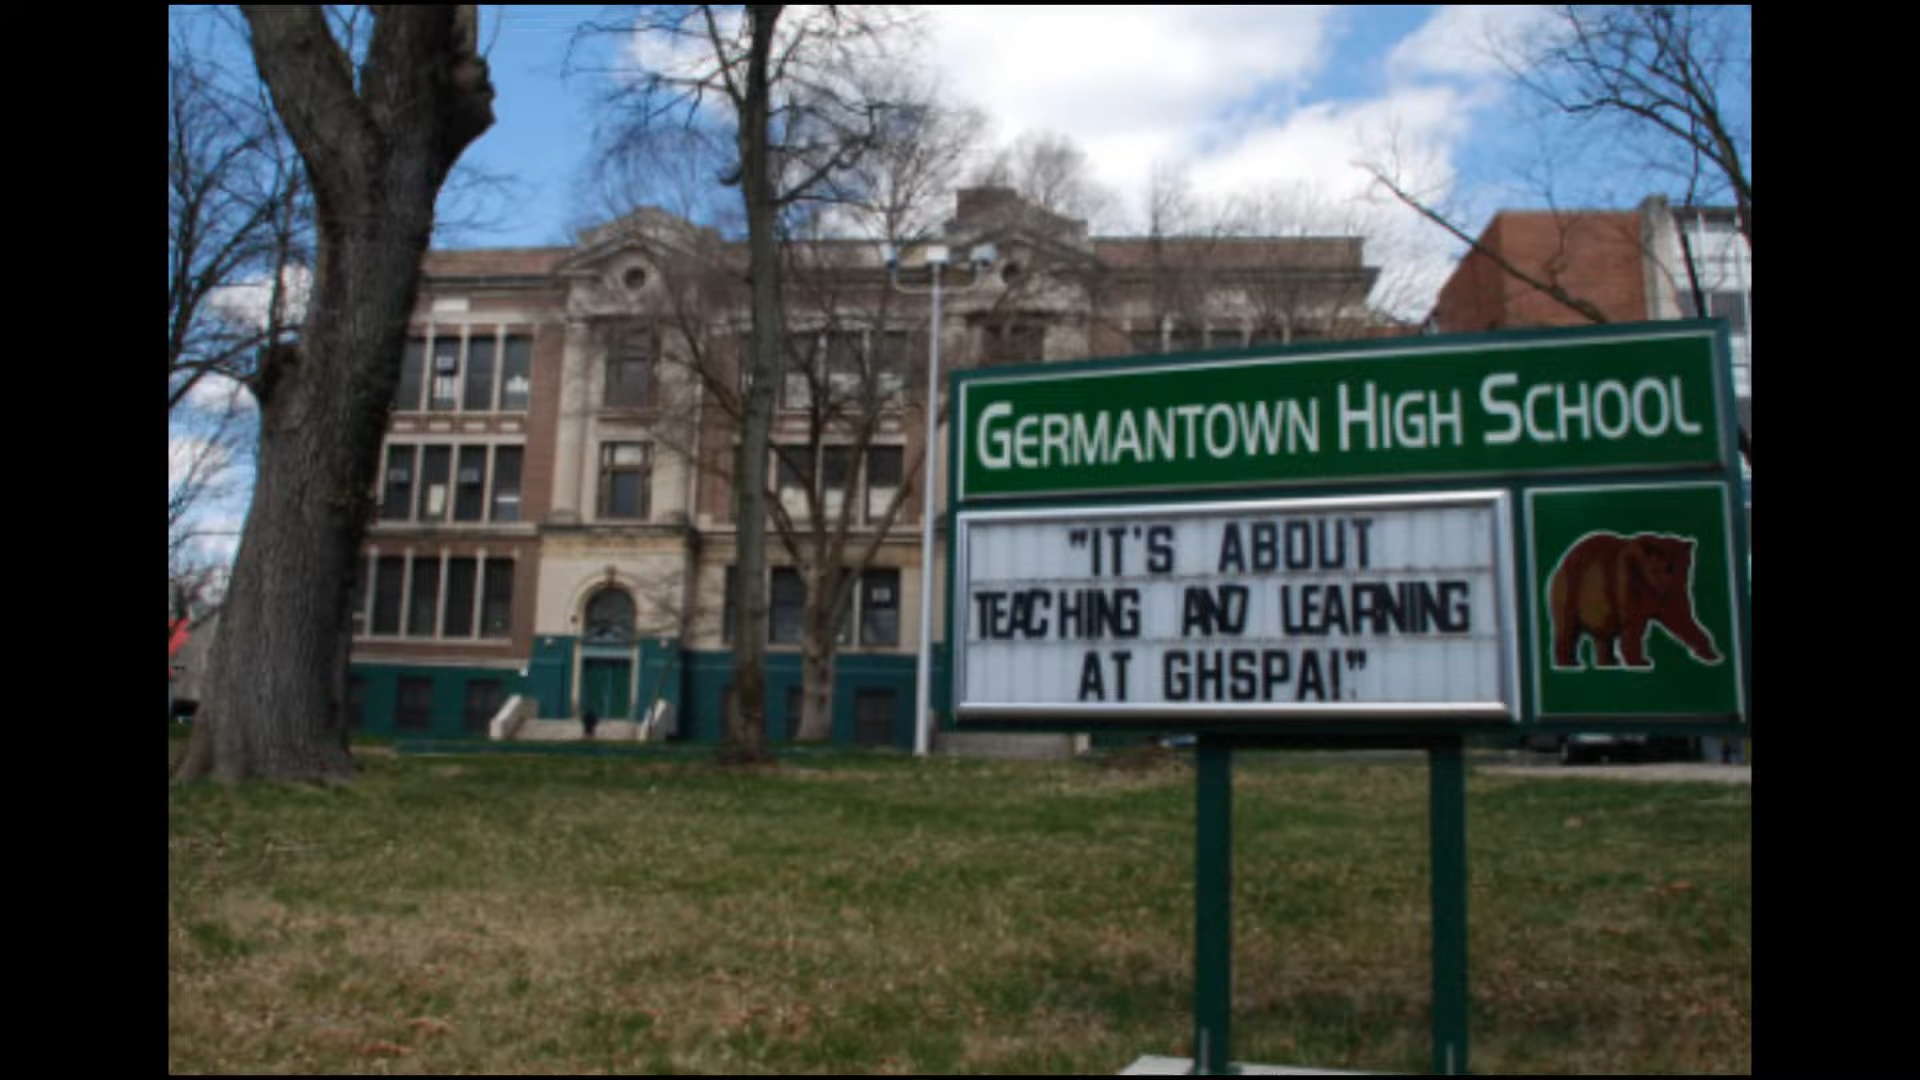 GERMANTOWN HIGH SCHOOL
"IT'S ABOUT
TEACHING AND LEARNING
AT GHSPA!"